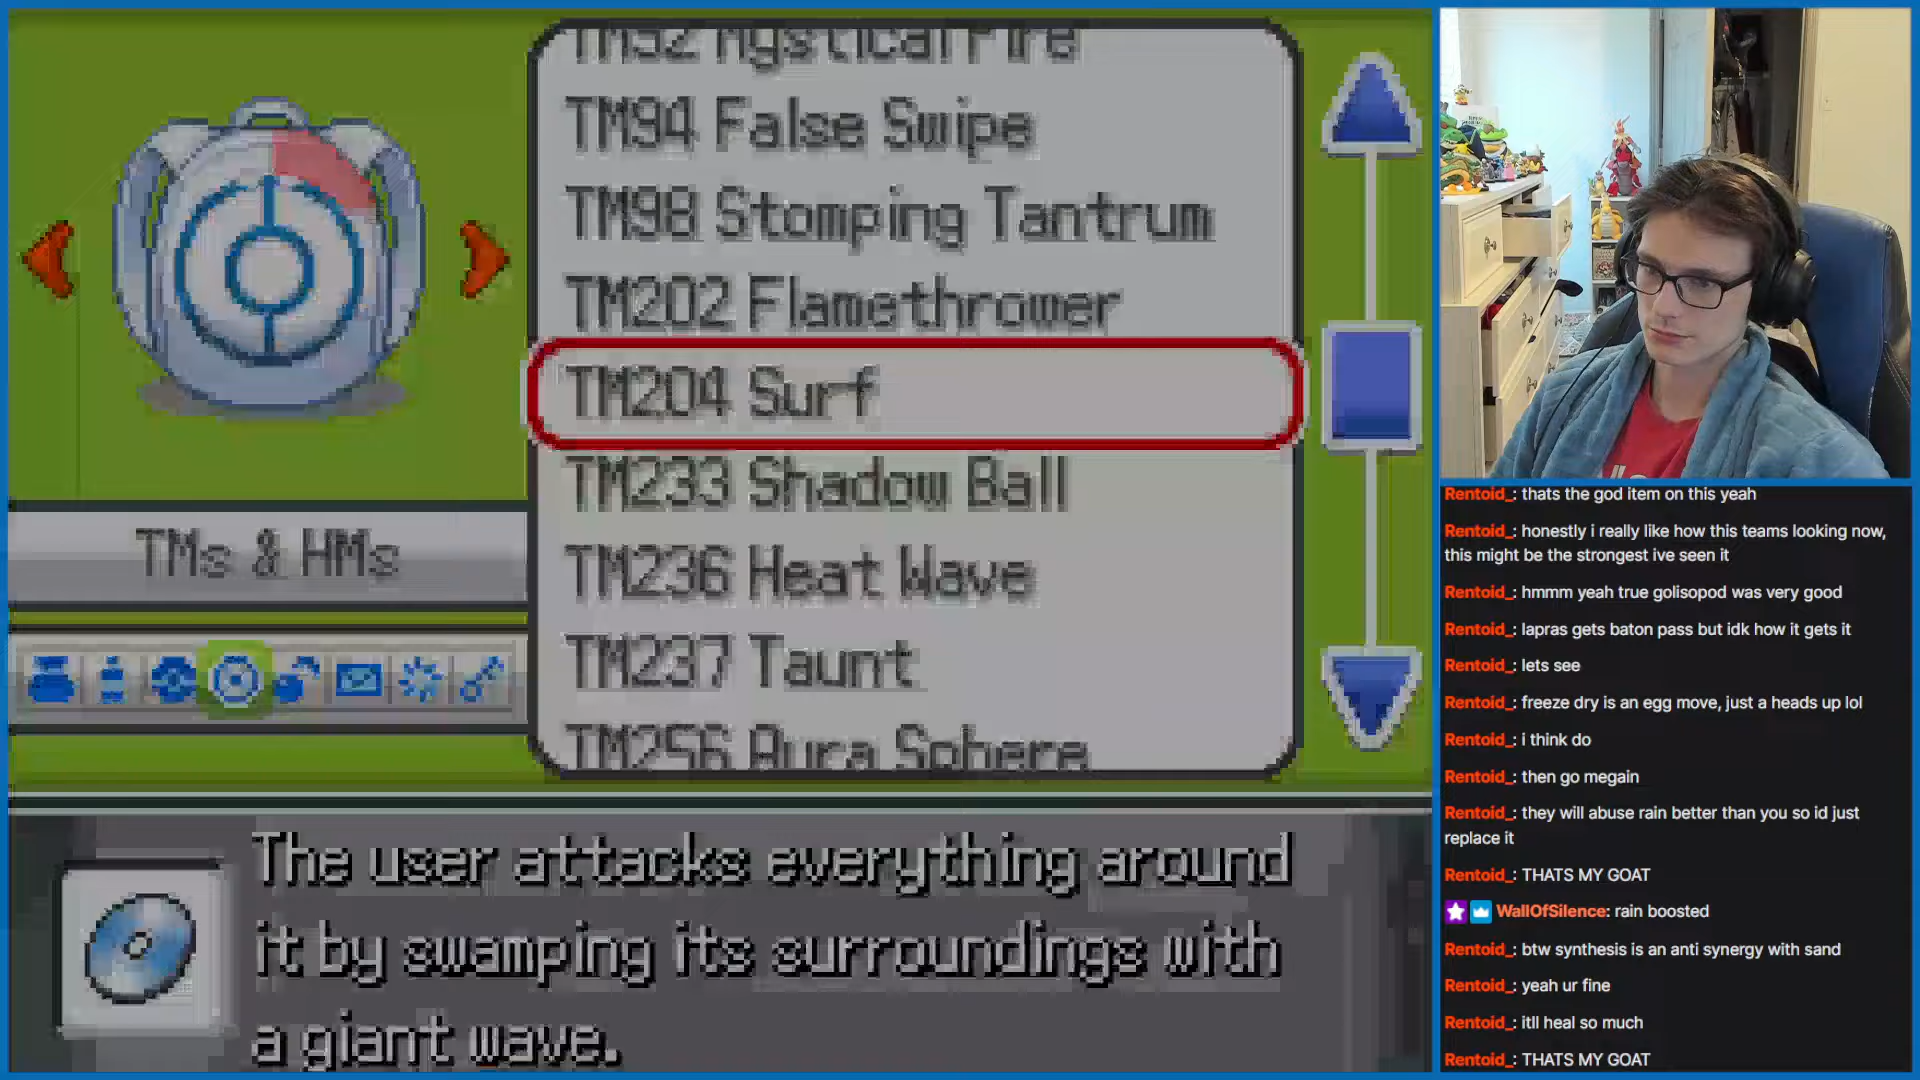 TM92 Mystical Fire
TM94 False Swipe
TM98 Stomping Tantrum
TM202 Flamethrower
TM204 Surf
TM233 Shadow Ball
TM236 Heat Wave
TM237 Taunt
TM256 Aura Sphere
TMs & HMs
The user attacks everything around
it by swamping its surroundings with
a giant wave.
Rentoid_: thats the god item on this yeah
Rentoid_: honestly i really like how this teams looking now,
this might be the strongest ive seen it
Rentoid_: hmmm yeah true golisopod was very good
Rentoid_: lapras gets baton pass but idk how it gets it
Rentoid_: lets see
Rentoid_: freeze dry is an egg move, just a heads up lol
Rentoid_: i think do
Rentoid_: then go megain
Rentoid_: they will abuse rain better than you so id just
replace it
Rentoid_: THATS MY GOAT
WallOfSilence: rain boosted
Rentoid_: btw synthesis is an anti synergy with sand
Rentoid_: yeah ur fine
Rentoid_: itll heal so much
Rentoid_: THATS MY GOAT